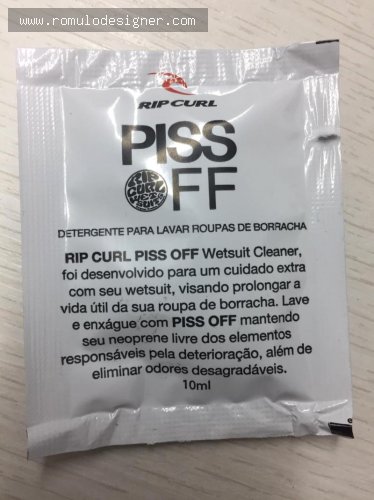 www.romulodesigner.com
RIP CURL
PISS
RIP CURL WETSUITS
OFF
DETERGENTE PARA LAVAR ROUPAS DE BORRACHA
RIP CURL PISS OFF Wetsuit Cleaner,
foi desenvolvido para um cuidado extra
com seu wetsuit, visando prolongar a
vida útil da sua roupa de borracha. Lave
e enxágue com PISS OFF mantendo
seu neoprene livre dos elementos
responsáveis pela deterioração, além de
eliminar odores desagradáveis.
10ml